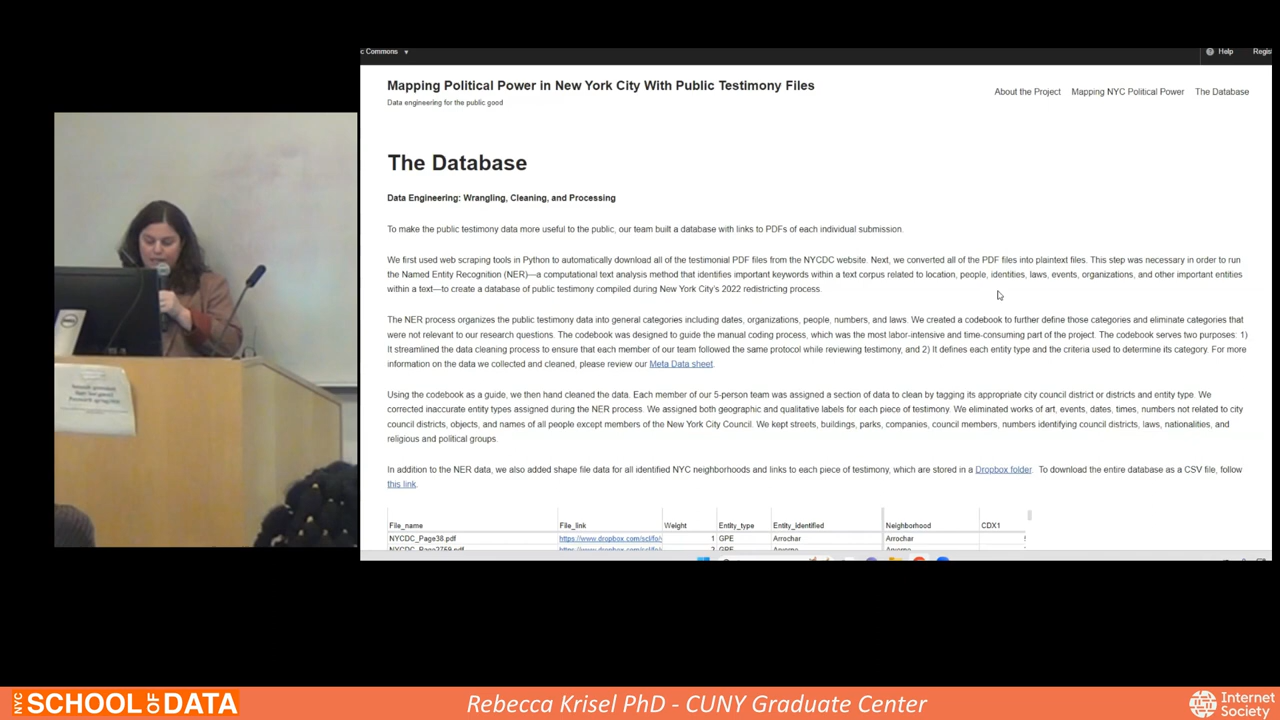 c Commons ▾
Help
Regis
Mapping Political Power in New York City With Public Testimony Files
Data engineering for the public good
About the Project
Mapping NYC Political Power
The Database
The Database
Data Engineering: Wrangling, Cleaning, and Processing
To make the public testimony data more useful to the public, our team built a database with links to PDFs of each individual submission.
We first used web scraping tools in Python to automatically download all of the testimonial PDF files from the NYCDC website. Next, we converted all of the PDF files into plaintext files. This step was necessary in order to run
the Named Entity Recognition (NER)—a computational text analysis method that identifies important keywords within a text corpus related to location, people, identities, laws, events, organizations, and other important entities
within a text—to create a database of public testimony compiled during New York City's 2022 redistricting process.
The NER process organizes the public testimony data into general categories including dates, organizations, people, numbers, and laws. We created a codebook to further define those categories and eliminate categories that
were not relevant to our research questions. The codebook was designed to guide the manual coding process, which was the most labor-intensive and time-consuming part of the project. The codebook serves two purposes: 1)
It streamlined the data cleaning process to ensure that each member of our team followed the same protocol while reviewing testimony, and 2) It defines each entity type and the criteria used to determine its category. For more
information on the data we collected and cleaned, please review our Meta Data sheet.
Using the codebook as a guide, we then hand cleaned the data. Each member of our 5-person team was assigned a section of data to clean by tagging its appropriate city council district or districts and entity type. We
corrected inaccurate entity types assigned during the NER process. We assigned both geographic and qualitative labels for each piece of testimony. We eliminated works of art, events, dates, times, numbers not related to city
council districts, objects, and names of all people except members of the New York City Council. We kept streets, buildings, parks, companies, council members, numbers identifying council districts, laws, nationalities, and
religious and political groups.
In addition to the NER data, we also added shape file data for all identified NYC neighborhoods and links to each piece of testimony, which are stored in a Dropbox folder. To download the entire database as a CSV file, follow
this link.
File_name File_link Weight Entity_type Entity_identified Neighborhood CDX1
NYCDC_Page38.pdf https://www.dropbox.com/scl/fo/ 1 GPE Arrochar Arrochar
DELL
NYC SCHOOL OF DATA
Rebecca Krisel PhD - CUNY Graduate Center
Internet
Society